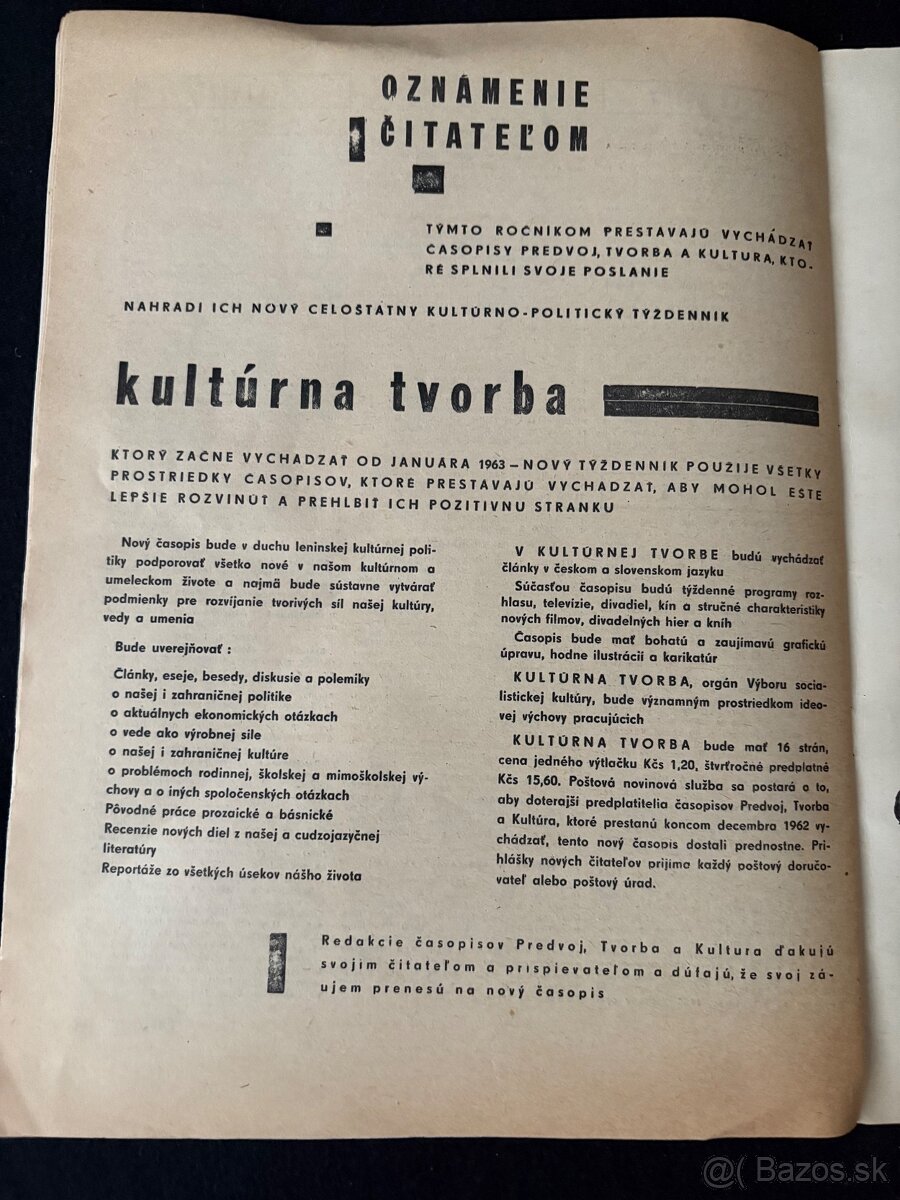 OZNÁMENIE
ČITATEĽOM
TÝMTO ROČNIKOM PRESTAVAJÚ VYCHÁDZAŤ
ČASOPISY PREDVOJ, TVORBA A KULTURA, KTO-
RÉ SPLNILI SVOJE POSLANIE
NAHRADI ICH NOVÝ CELOŠTATNY KULTÚRNO-POLITICKÝ TÝŽDENNIK
kultúrna tvorba
KTORÝ ZAČNE VYCHADZAŤ OD JANUÁRA 1963 – NOVÝ TÝŽDENNIK POUŽIJE VŠETKY
PROSTRIEDKY ČASOPISOV, KTORÉ PRESTÁVAJÚ VYCHADZAŤ, ABY MOHOL EŠTE
LEPŠIE ROZVINÚŤ A PREHLBIŤ ICH POZITIVNU STRANKU
Nový časopis bude v duchu leninskej kultúrnej poli-
tiky podporovať všetko nové v našom kultúrnom a
umeleckom živote a najmä bude sústavne vytvárať
podmienky pre rozvíjanie tvorivých síl našej kultúry,
vedy a umenia
Bude uverejňovať :
Články, eseje, besedy, diskusie a polemiky
o našej i zahraničnej politike
o aktuálnych ekonomických otázkach
o vede ako výrobnej sile
o našej i zahraničnej kultúre
o problémoch rodinnej, školskej a mimoškolskej vý-
chovy a o iných spoločenských otázkach
Pôvodné práce prozaické a básnické
Recenzie nových diel z našej a cudzojazyčnej
literatúry
Reportáže zo všetkých úsekov nášho života
V KULTÚRNEJ TVORBE budú vychádzať
články v českom a slovenskom jazyku
Súčasťou časopisu budú týždenné programy roz-
hlasu, televízie, divadiel, kín a stručné charakteristiky
nových filmov, divadelných hier a kníh
Časopis bude mať bohatú a zaujímavú grafickú
úpravu, hodne ilustrácií a karikatúr
KULTÚRNA TVORBA, orgán Výboru socia-
listickej kultúry, bude významným prostriedkom ideo-
vej výchovy pracujúcich
KULTÚRNA TVORBA bude mať 16 strán,
cena jedného výtlačku Kčs 1,20, štvrťročné predplatné
Kčs 15,60. Poštová novinová služba sa postará o to,
aby doterajší predplatitelia časopisov Predvoj, Tvorba
a Kultúra, ktoré prestanú koncom decembra 1962 vy-
chádzať, tento nový časopis dostali prednostne. Pri-
hlášky nových čitateľov prijíma každý poštový doručo-
vateľ alebo poštový úrad.
Redakcie časopisov Predvoj, Tvorba a Kultura ďakujú
svojim čitateľom a prispievateľom a dúfajú, že svoj zá-
ujem prenesú na nový časopis
@( Bazos.sk